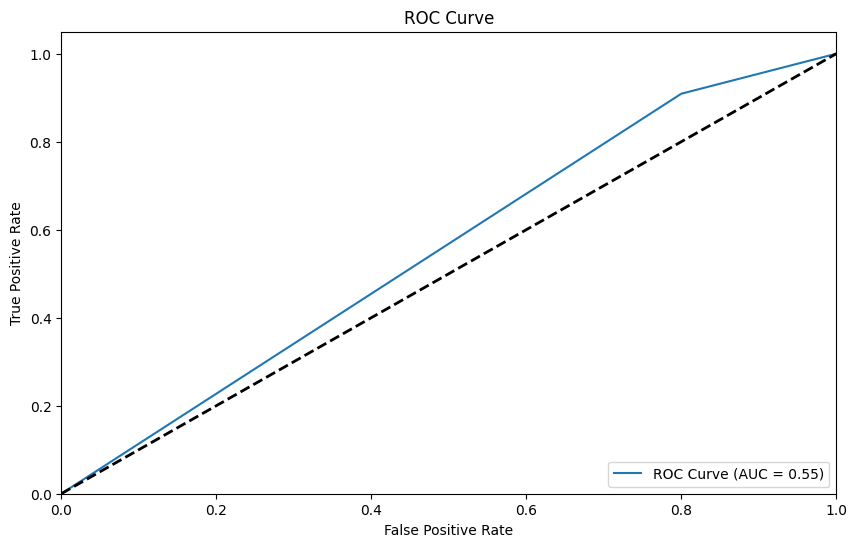 ROC Curve
1.0
0.8
0.6
0.4
0.2
0.0
True Positive Rate
ROC Curve (AUC = 0.55)
0.0 0.2 0.4 0.6 0.8 1.0
False Positive Rate